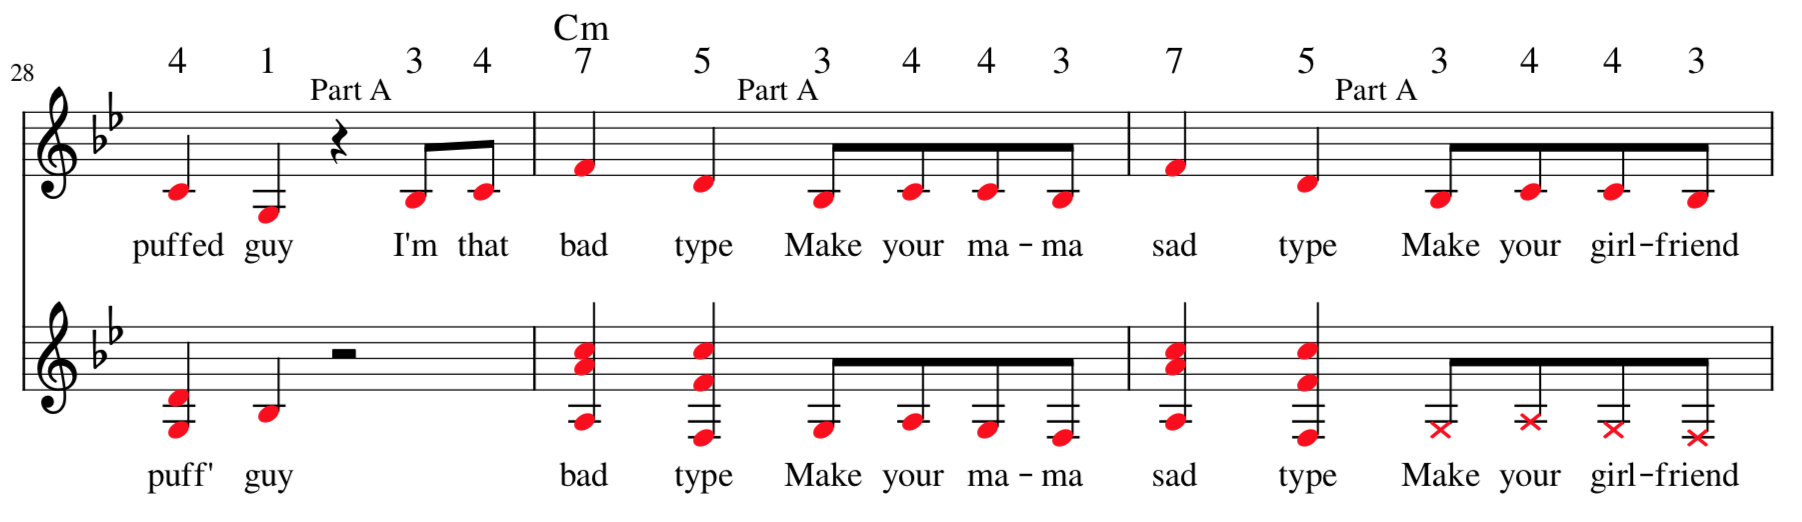 Cm
4 1 3 4 7 5 3 4 4 3 7 5 3 4 4 3
28 Part A Part A Part A
puffed guy I'm that bad type Make your ma - ma sad type Make your girl-friend
puff' guy bad type Make your ma - ma sad type Make your girl-friend